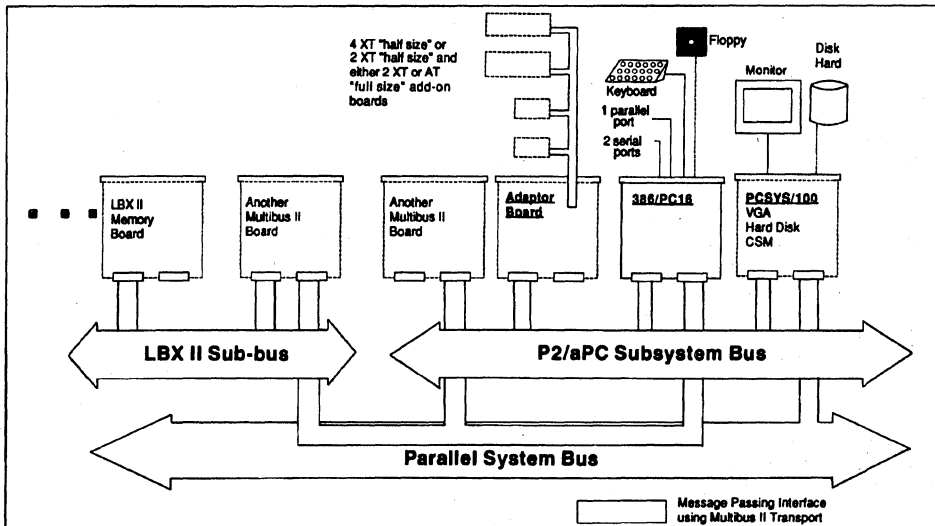 4 XT "half size" or
2 XT "half size" and
either 2 XT or AT
"full size" add-on
boards
Keyboard
1 parallel
port
2 serial
ports
Floppy
Monitor
Disk
Hard
LBX II
Memory
Board
Another
Multibus II
Board
Another
Multibus II
Board
Adaptor
Board
386/PC16
PCSYS/100
VGA
Hard Disk
CSM
LBX II Sub-bus
P2/aPC Subsystem Bus
Parallel System Bus
Message Passing Interface
using Multibus II Transport